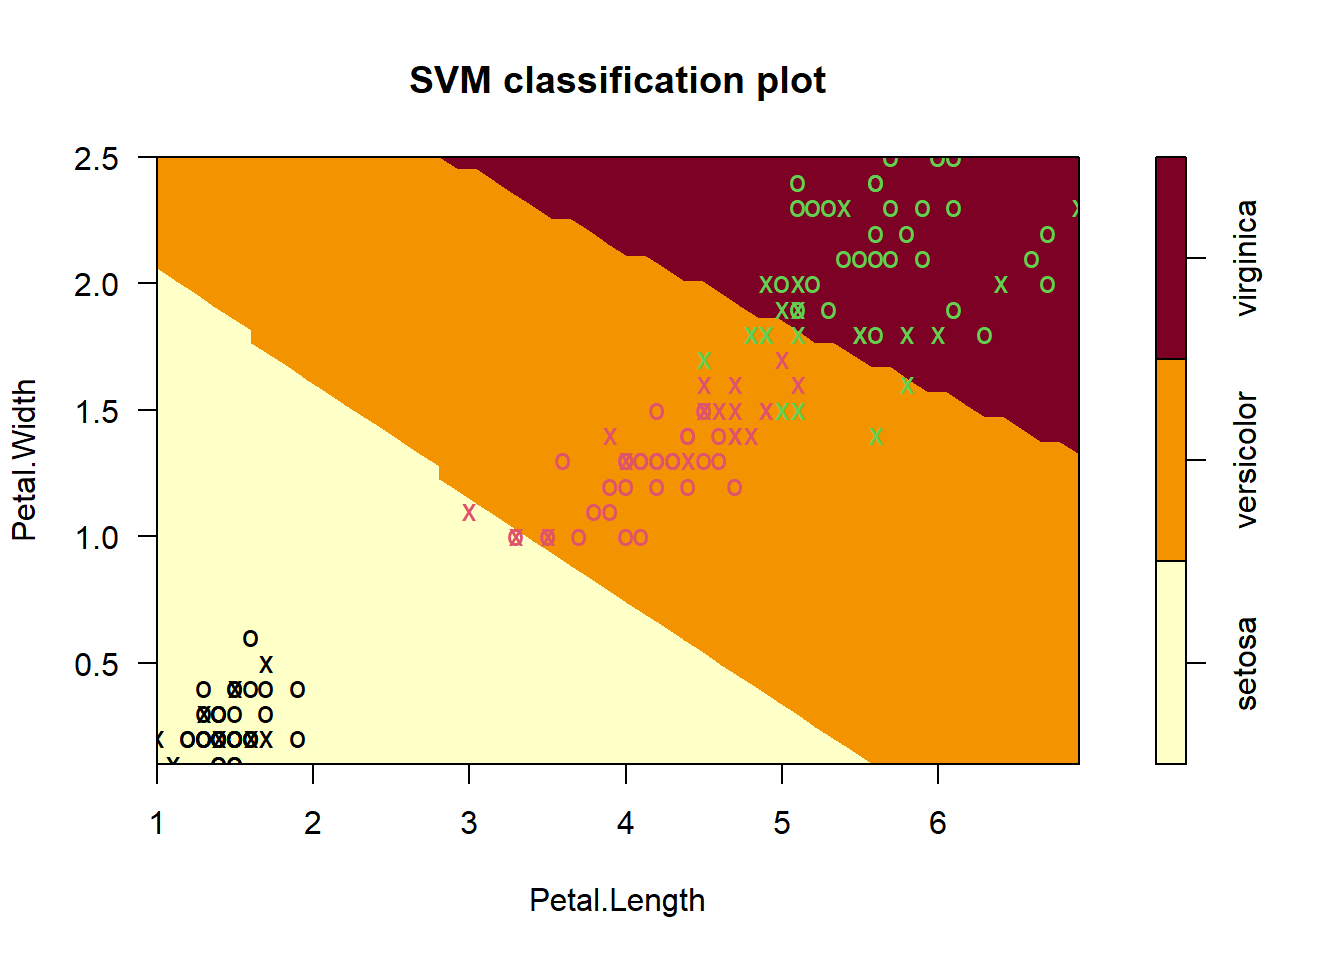 SVM classification plot
2.5
2.0
1.5
1.0
0.5
Petal.Width
1 2 3 4 5 6
Petal.Length
virginica
versicolor
setosa